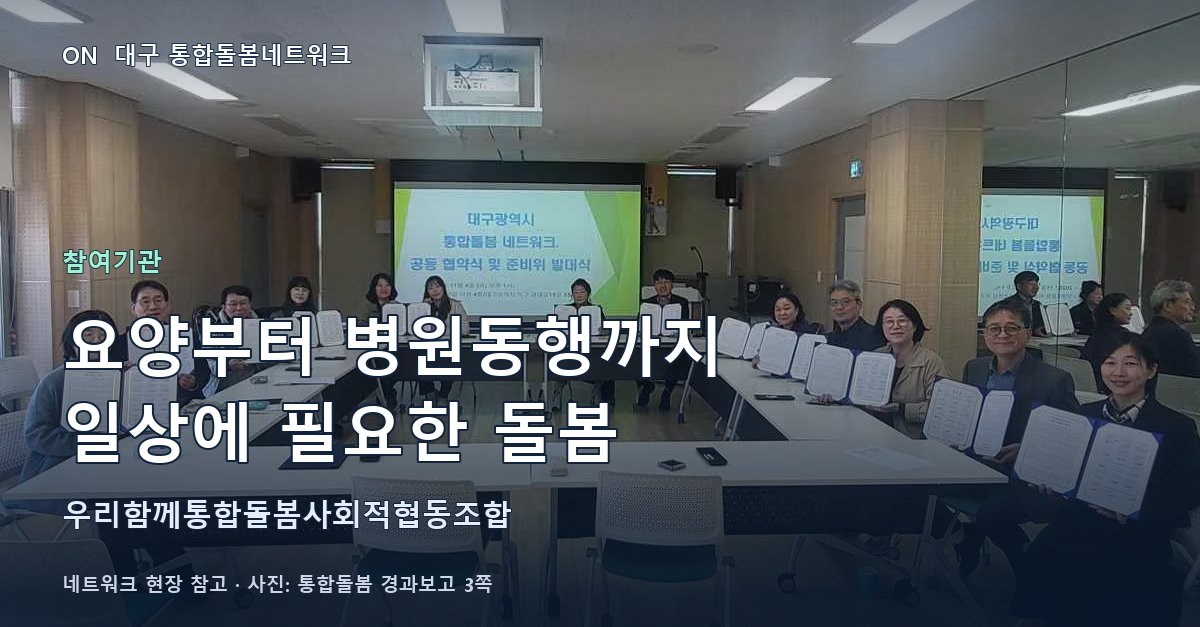 ON 대구 통합돌봄네트워크
대구광역시
통합돌봄 네트워크.
공동 협약식 및 준비위 발대식
참여기관
요양부터 병원동행까지
일상에 필요한 돌봄
우리함께통합돌봄사회적협동조합
네트워크 현장 참고 · 사진: 통합돌봄 경과보고 3쪽